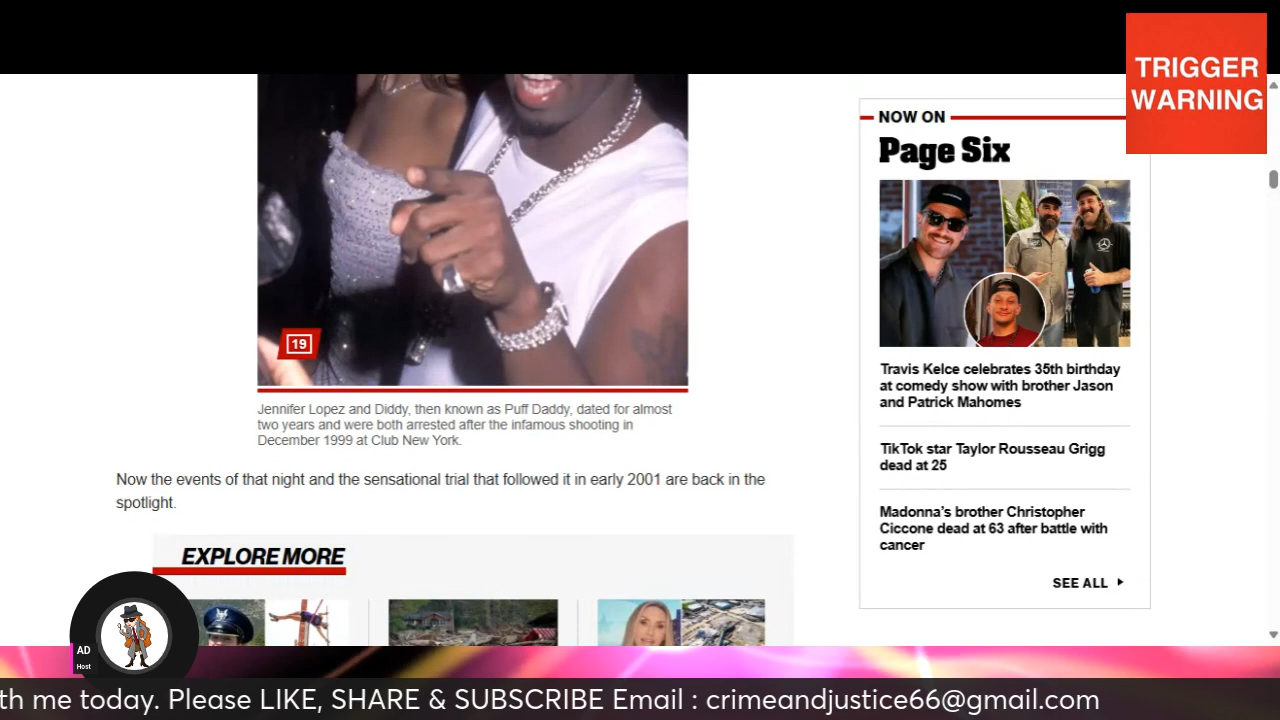 TRIGGER
WARNING
NOW ON
Page Six
19
Jennifer Lopez and Diddy, then known as Puff Daddy, dated for almost
two years and were both arrested after the infamous shooting in
December 1999 at Club New York.
Now the events of that night and the sensational trial that followed it in early 2001 are back in the
spotlight.
EXPLORE MORE
Travis Kelce celebrates 35th birthday
at comedy show with brother Jason
and Patrick Mahomes
TikTok star Taylor Rousseau Grigg
dead at 25
Madonna’s brother Christopher
Ciccone dead at 63 after battle with
cancer
SEE ALL
AD
Host
th me today. Please LIKE, SHARE & SUBSCRIBE Email : crimeandjustice66@gmail.com